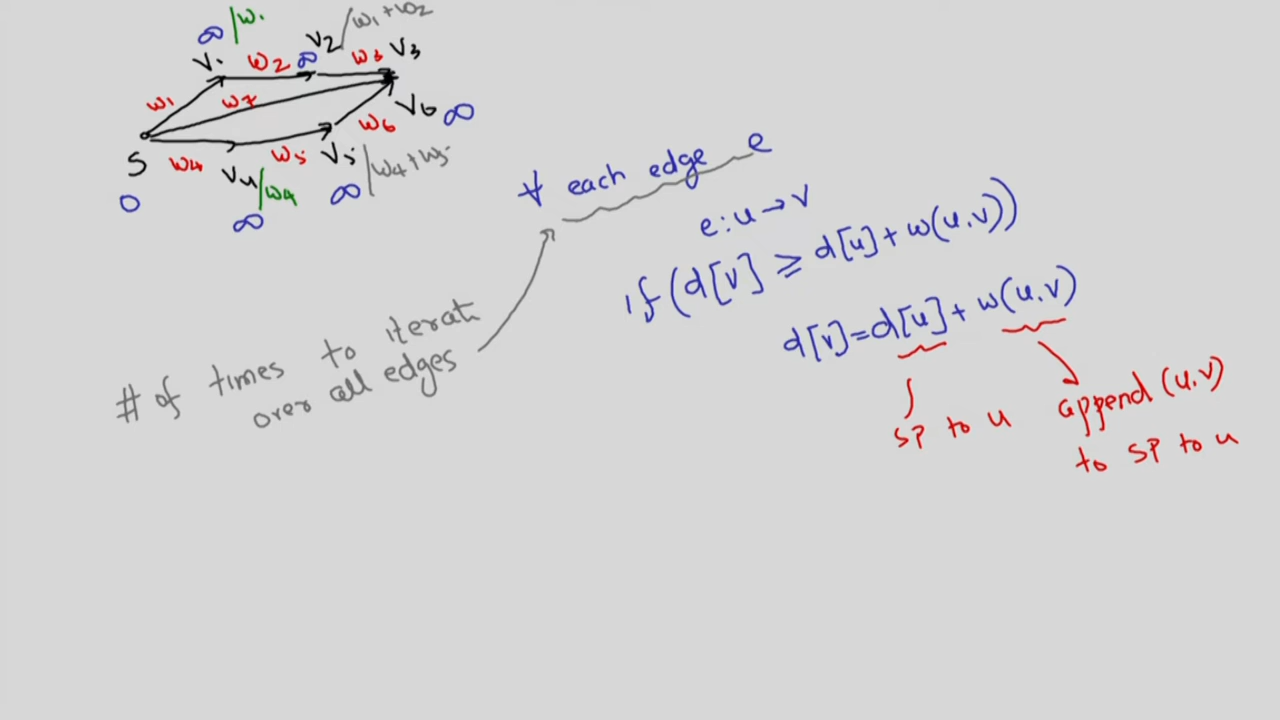 ∞/w1
v2/w1+w2
v1 w2 ∞ w3 v3
w1 w7
v6 ∞
w6
S w4 w5 v5 /w4+w5
v4/w4
0 ∞ ∞
∀ each edge e
e: u → v
if (d[v] ≥ d[u] + w(u,v))
d[v] = d[u] + w(u,v)
# of times to iterate
over all edges
SP to u
append (u,v)
to SP to u